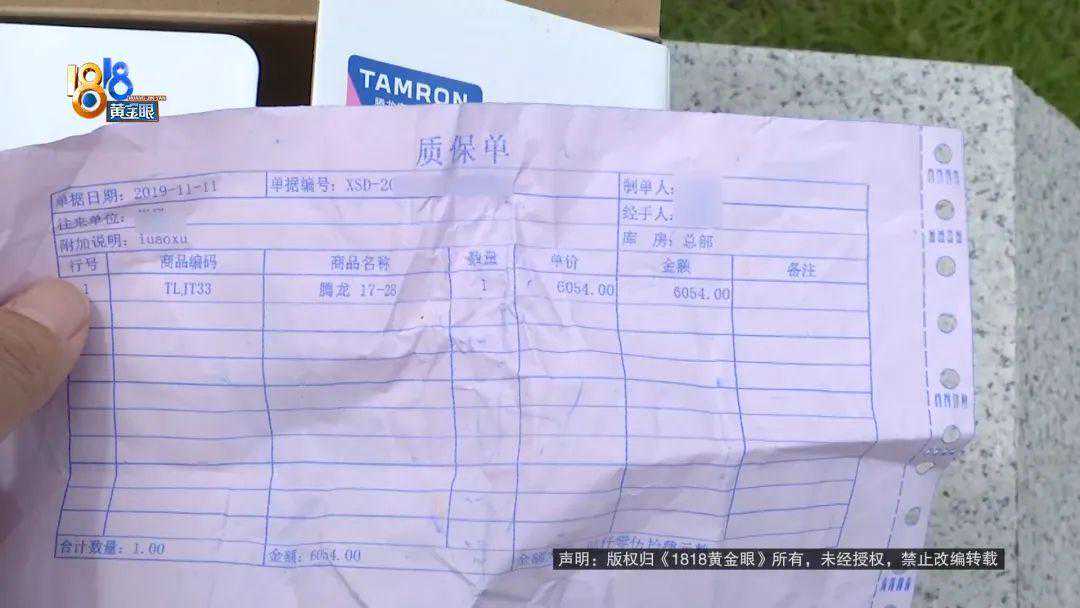 1818
黄金眼
TAMRON
质保单
单据日期：2019-11-11 单据编号：XSD-20 制单人：
往来单位： 经手人：
附加说明：iuaoxu 库 房：总部
行号 商品编码 商品名称 数量 单价 金额 备注
1 TLJT33 腾龙 17-28 1 6054.00 6054.00
合计数量：1.00 金额：6054.00 金额
声明：版权归《1818黄金眼》所有，未经授权，禁止改编转载